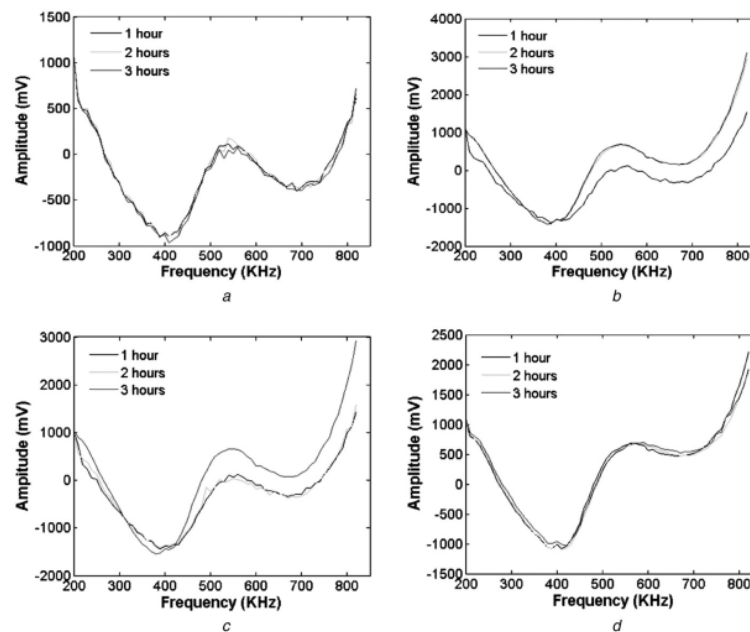 1500
1000
500
0
-500
-1000
Amplitude (mV)
1 hour
2 hours
3 hours
200 300 400 500 600 700 800
Frequency (KHz)
a
4000
3000
2000
1000
0
-1000
-2000
Amplitude (mV)
1 hour
2 hours
3 hours
200 300 400 500 600 700 800
Frequency (KHz)
b
3000
2000
1000
0
-1000
-2000
Amplitude (mV)
1 hour
2 hours
3 hours
200 300 400 500 600 700 800
Frequency (KHz)
c
2500
2000
1500
1000
500
0
-500
-1000
-1500
Amplitude (mV)
1 hour
2 hours
3 hours
200 300 400 500 600 700 800
Frequency (KHz)
d